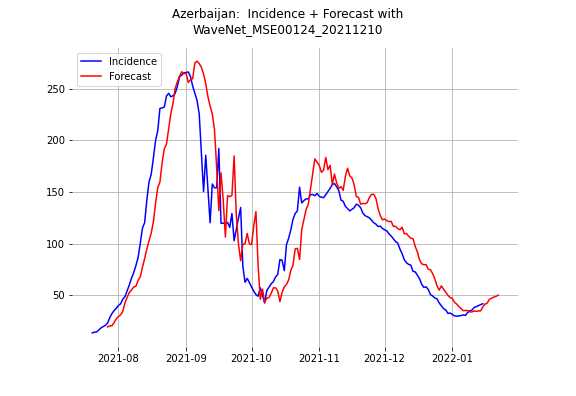 Azerbaijan:  Incidence + Forecast with
WaveNet_MSE00124_20211210
Incidence
Forecast
250
200
150
100
50
2021-08
2021-09
2021-10
2021-11
2021-12
2022-01